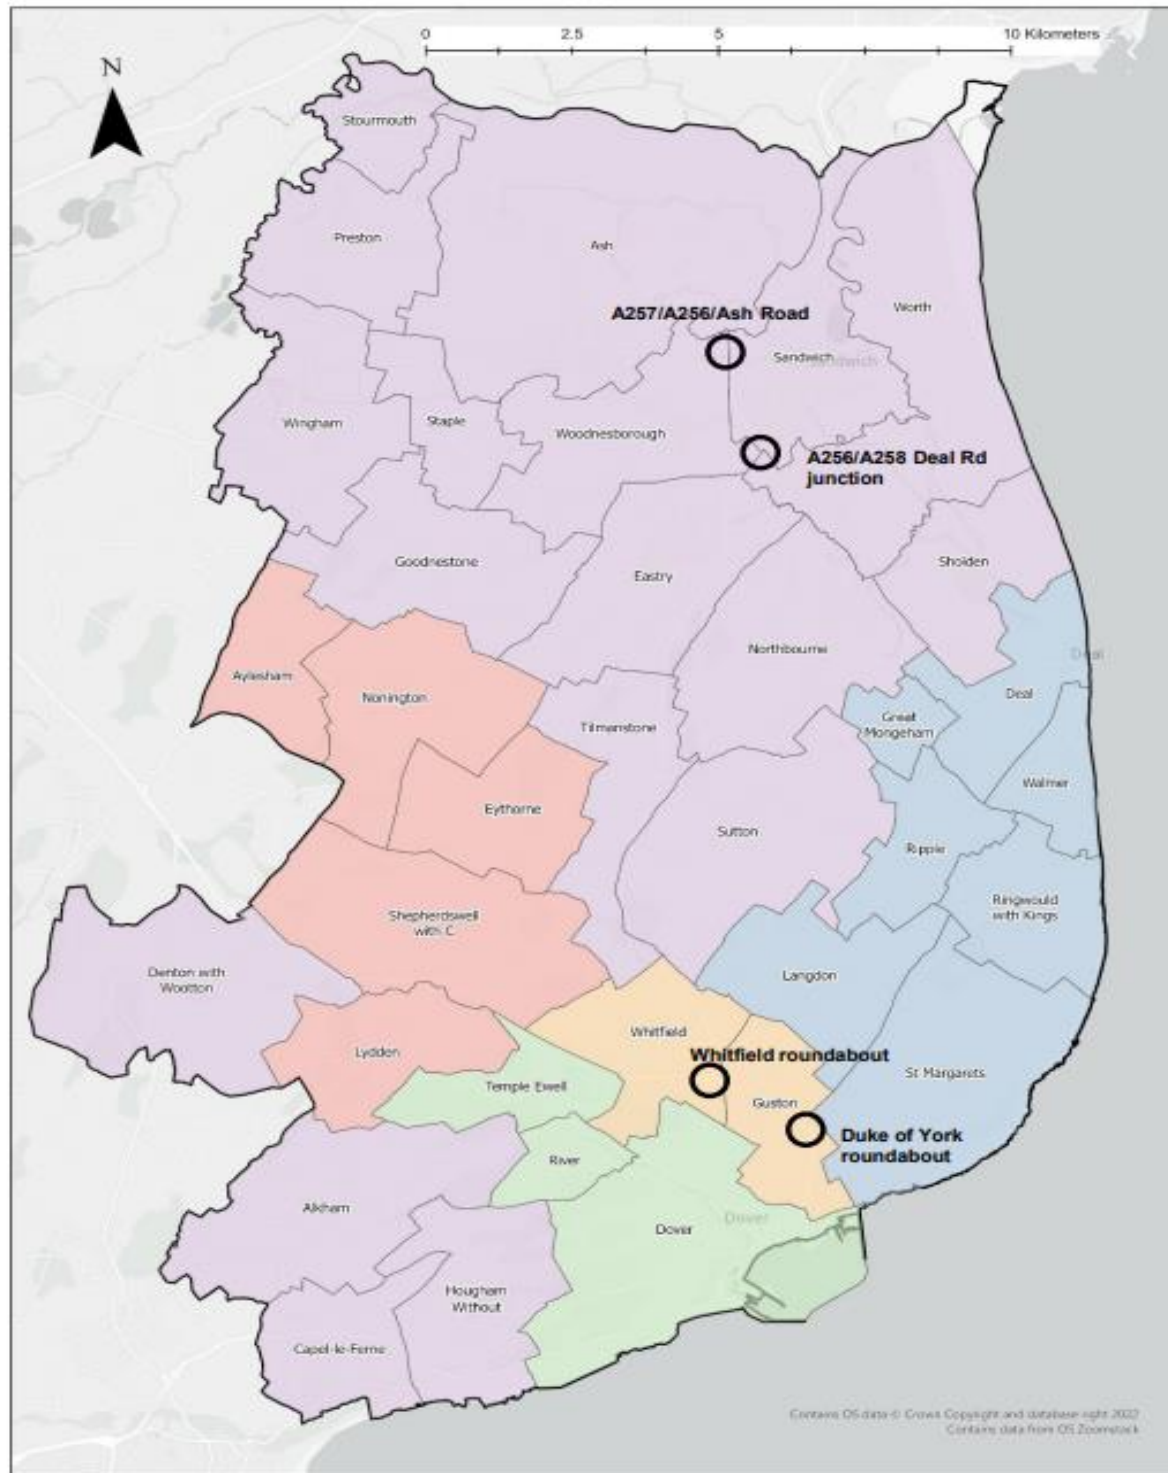 0 2.5 5 10 Kilometers
N
Stourmouth
Preston
Ash
Worth
A257/A256/Ash Road
Sandwich
Sandwich
Wingham
Staple
Woodnesborough
A256/A258 Deal Rd
junction
Goodnestone
Eastry
Sholden
Northbourne
Deal
Aylesham
Nonington
Tilmanstone
Great
Mongeham
Deal
Walmer
Eythorne
Sutton
Ripple
Ringwould
with Kings
Shepherdswell
with C
Denton with
Wootton
Langdon
Whitfield
Lydden
Whitfield roundabout
St Margarets
Temple Ewell
Guston
Duke of York
roundabout
River
Alkham
Dover
Dover
Hougham
Without
Capel-le-Ferne
Contains OS data © Crown Copyright and database right 2022
Contains data from OS Zoomstack